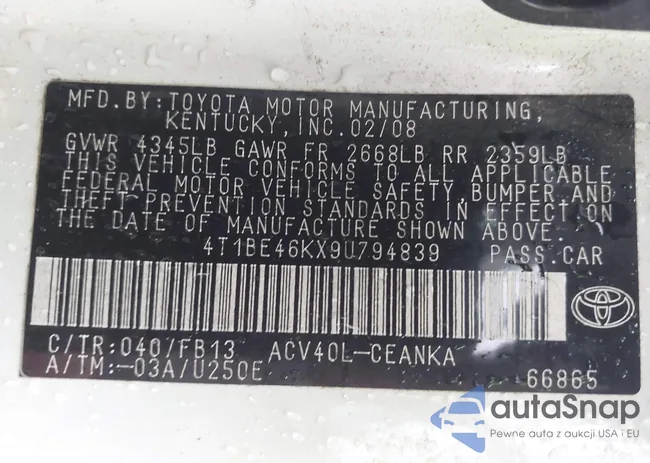 MFD.BY:TOYOTA MOTOR MANUFACTURING,
KENTUCKY,INC.02/08
GVWR 4345LB GAWR FR 2668LB RR 2359LB
THIS VEHICLE CONFORMS TO ALL APPLICABLE
FEDERAL MOTOR VEHICLE SAFETY,BUMPER AND
THEFT PREVENTION STANDARDS IN EFFECT ON
THE DATE OF MANUFACTURE SHOWN ABOVE.
4T1BE46KX9U794839 PASS.CAR
C/TR:040/FB13 ACV40L-CEANKA
A/TM:-03A/U250E 66865
autaSnap
Pewne auta z aukcji USA i EU